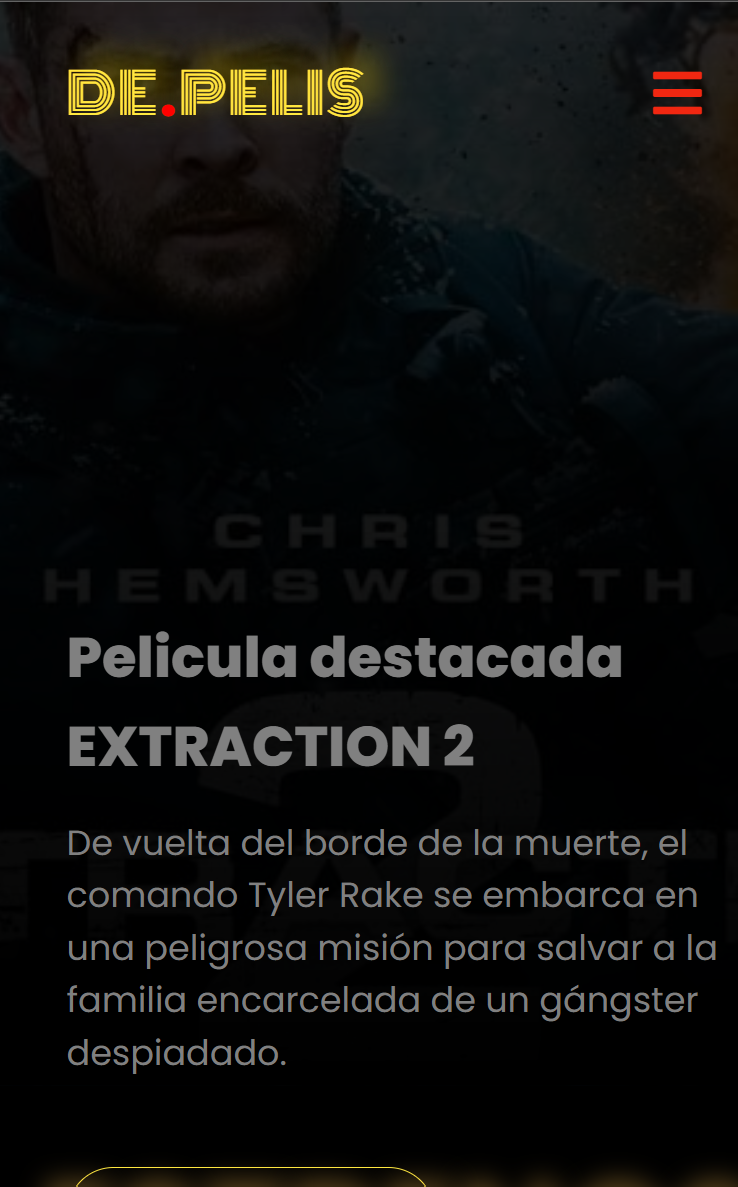 DE.PELIS
CHRIS
HEMSWORTH
Pelicula destacada
EXTRACTION 2
2
De vuelta del borde de la muerte, el
comando Tyler Rake se embarca en
una peligrosa misión para salvar a la
familia encarcelada de un gángster
despiadado.